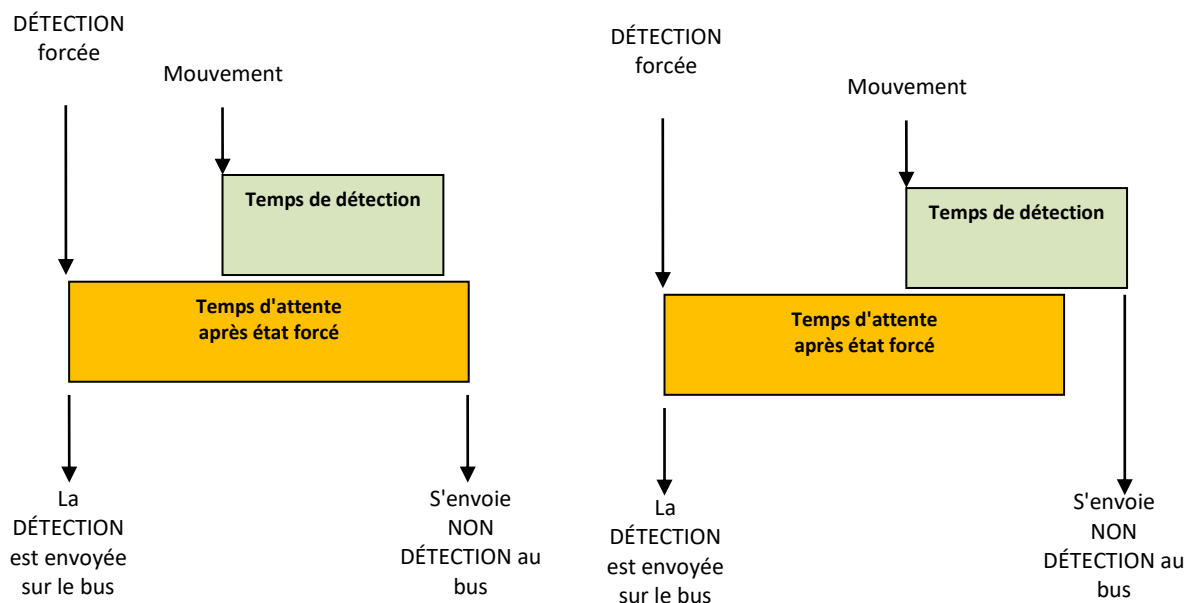 DÉTECTION
forcée
Mouvement
Temps de détection
Temps d'attente
après état forcé
La
DÉTECTION
est envoyée
sur le bus
S'envoie
NON
DÉTECTION au
bus
DÉTECTION
forcée
Mouvement
Temps de détection
Temps d'attente
après état forcé
La
DÉTECTION
est envoyée
sur le bus
S'envoie
NON
DÉTECTION au
bus